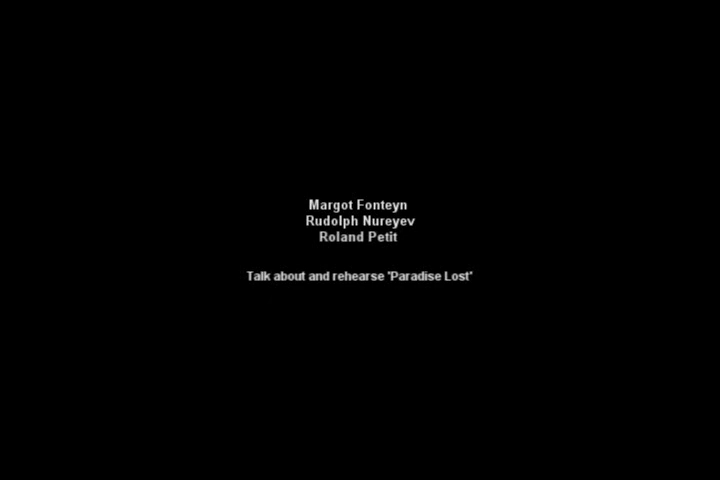 Margot Fonteyn
Rudolph Nureyev
Roland Petit
Talk about and rehearse 'Paradise Lost'